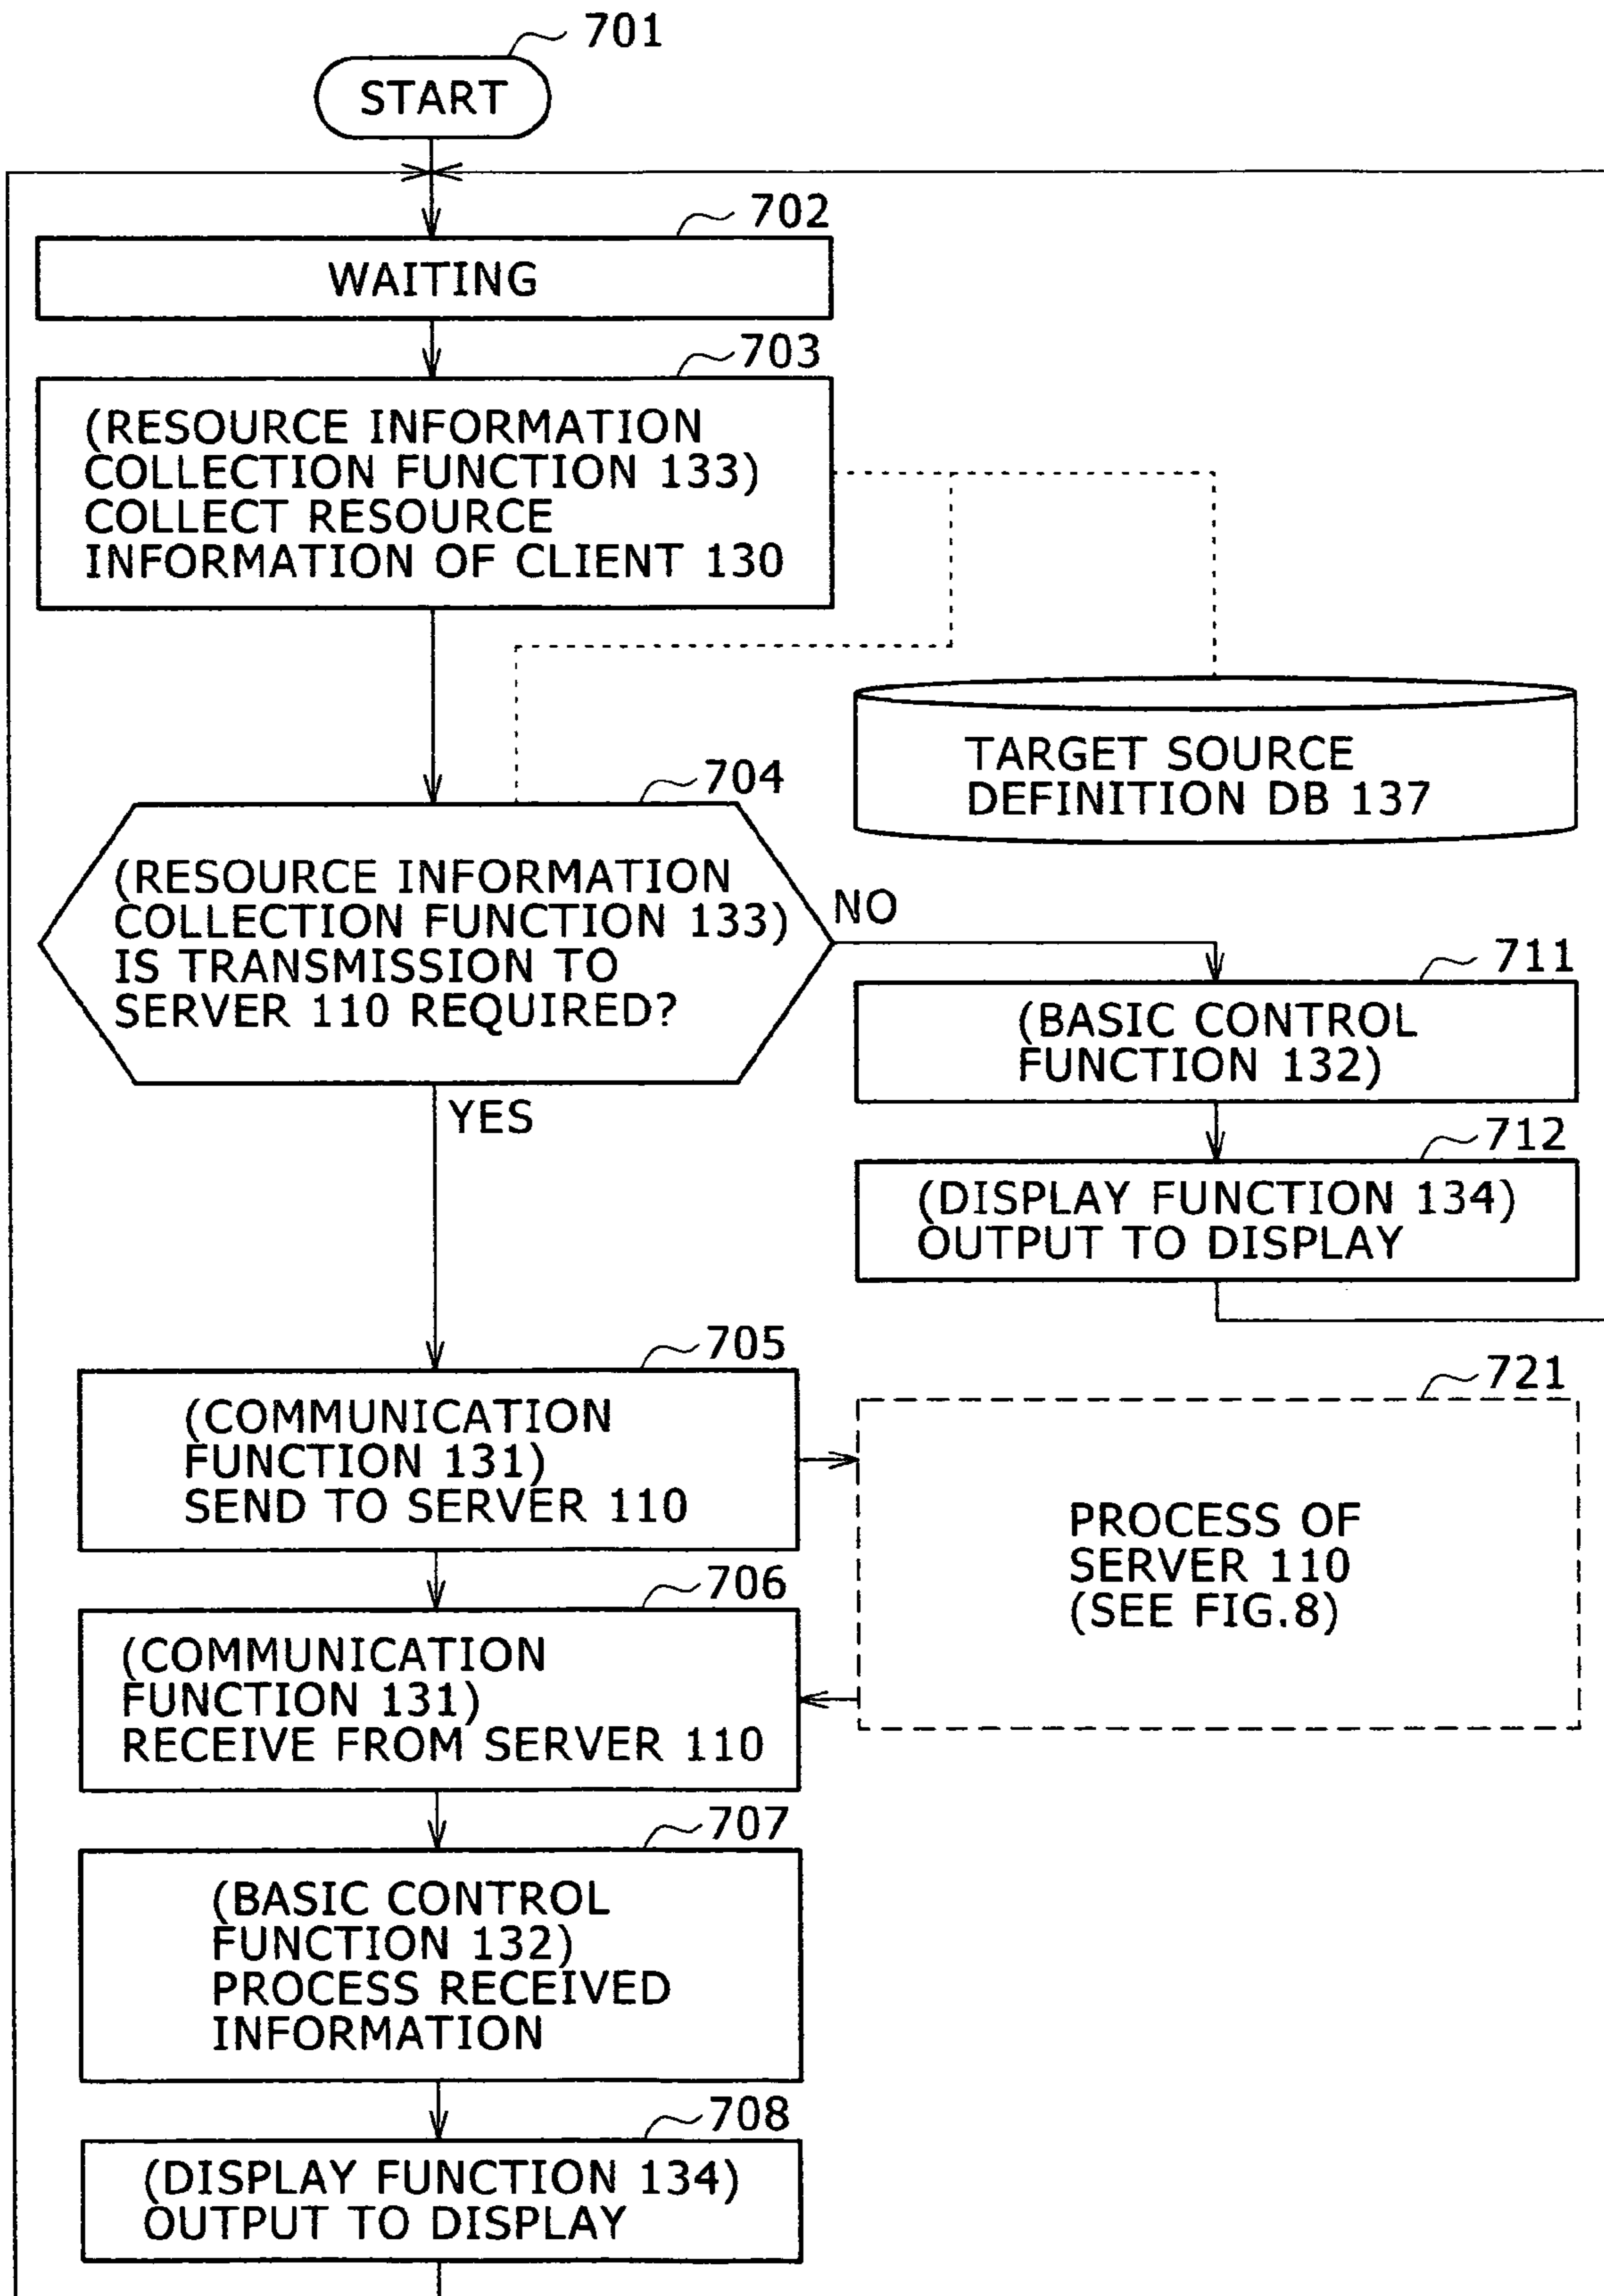 701
START
702
WAITING
703
(RESOURCE INFORMATION
COLLECTION FUNCTION 133)
COLLECT RESOURCE
INFORMATION OF CLIENT 130
TARGET SOURCE
DEFINITION DB 137
704
(RESOURCE INFORMATION
COLLECTION FUNCTION 133)
IS TRANSMISSION TO
SERVER 110 REQUIRED?
NO
YES
711
(BASIC CONTROL
FUNCTION 132)
712
(DISPLAY FUNCTION 134)
OUTPUT TO DISPLAY
705
(COMMUNICATION
FUNCTION 131)
SEND TO SERVER 110
721
PROCESS OF
SERVER 110
(SEE FIG.8)
706
(COMMUNICATION
FUNCTION 131)
RECEIVE FROM SERVER 110
707
(BASIC CONTROL
FUNCTION 132)
PROCESS RECEIVED
INFORMATION
708
(DISPLAY FUNCTION 134)
OUTPUT TO DISPLAY